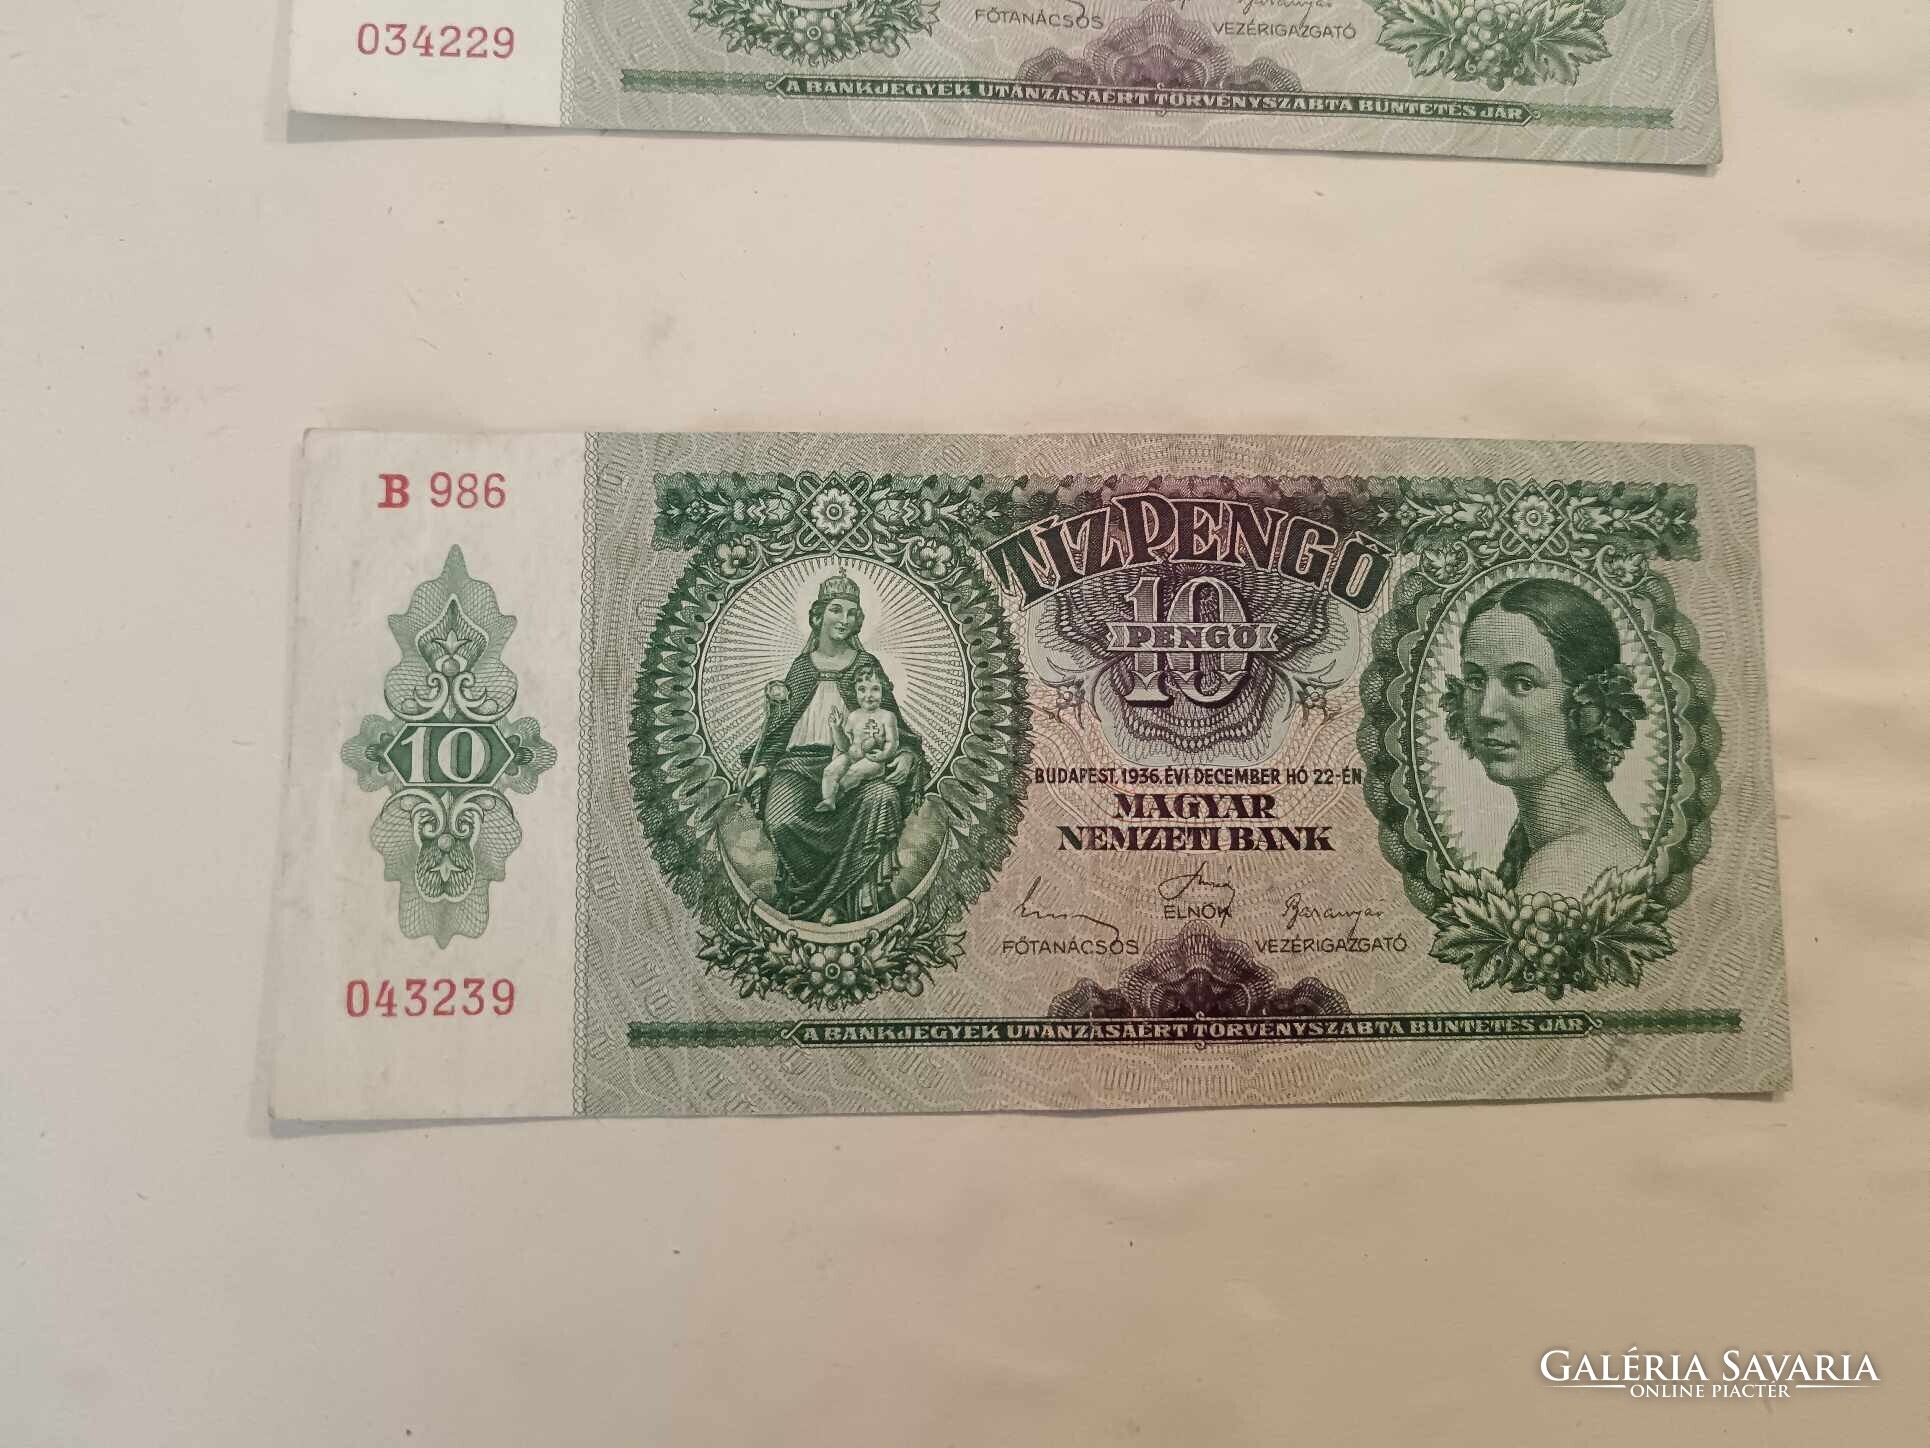 034229
FŐTANÁCSOS
VEZÉRIGAZGATÓ
A BANKJEGYEK UTÁNZÁSÁÉRT TÖRVÉNYSZABTA BÜNTETÉS JÁR
B 986
TÍZ PENGŐ
10
PENGŐ
10
BUDAPEST, 1936. ÉVI DECEMBER HÓ 22-ÉN
MAGYAR
NEMZETI BANK
ELNÖK
FŐTANÁCSOS
VEZÉRIGAZGATÓ
043239
A BANKJEGYEK UTÁNZÁSÁÉRT TÖRVÉNYSZABTA BÜNTETÉS JÁR
GALÉRIA SAVARIA
ONLINE PIACTÉR